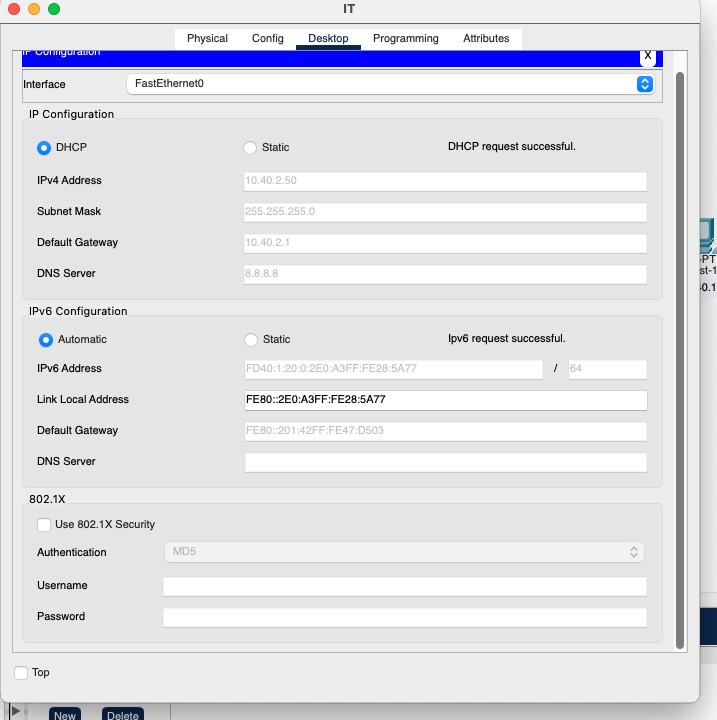 IT
Physical Config Desktop Programming Attributes
IP Configuration X
Interface FastEthernet0
IP Configuration
DHCP Static DHCP request successful.
IPv4 Address 10.40.2.50
Subnet Mask 255.255.255.0
Default Gateway 10.40.2.1
DNS Server 8.8.8.8
IPv6 Configuration
Automatic Static Ipv6 request successful.
IPv6 Address FD40:1:20:0:2E0:A3FF:FE28:5A77 / 64
Link Local Address FE80::2E0:A3FF:FE28:5A77
Default Gateway FE80::201:42FF:FE47:D503
DNS Server
802.1X
Use 802.1X Security
Authentication MD5
Username
Password
Top
New Delete
-PT
st-1
0.1